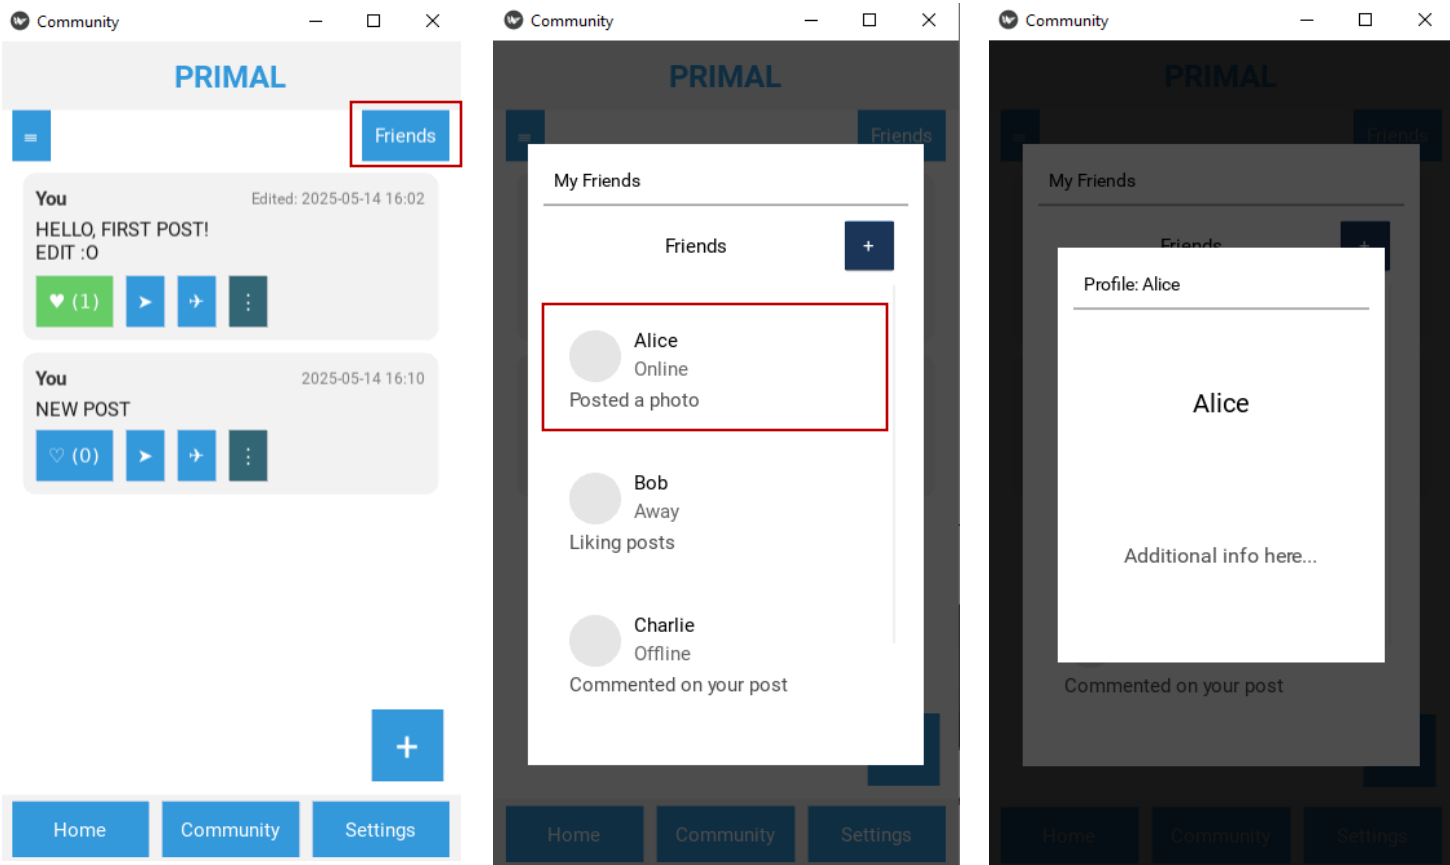 Community
PRIMAL
≡
Friends
You
Edited: 2025-05-14 16:02
HELLO, FIRST POST!
EDIT :O
♥ (1) ➤ ✈ ⋮
You
2025-05-14 16:10
NEW POST
♡ (0) ➤ ✈ ⋮
+
Home
Community
Settings
Community
PRIMAL
≡
Friends
My Friends
Friends
+
Alice
Online
Posted a photo
Bob
Away
Liking posts
Charlie
Offline
Commented on your post
Home
Community
Settings
Community
PRIMAL
≡
Friends
My Friends
Friends
+
Profile: Alice
Alice
Additional info here...
Commented on your post
Home
Community
Settings